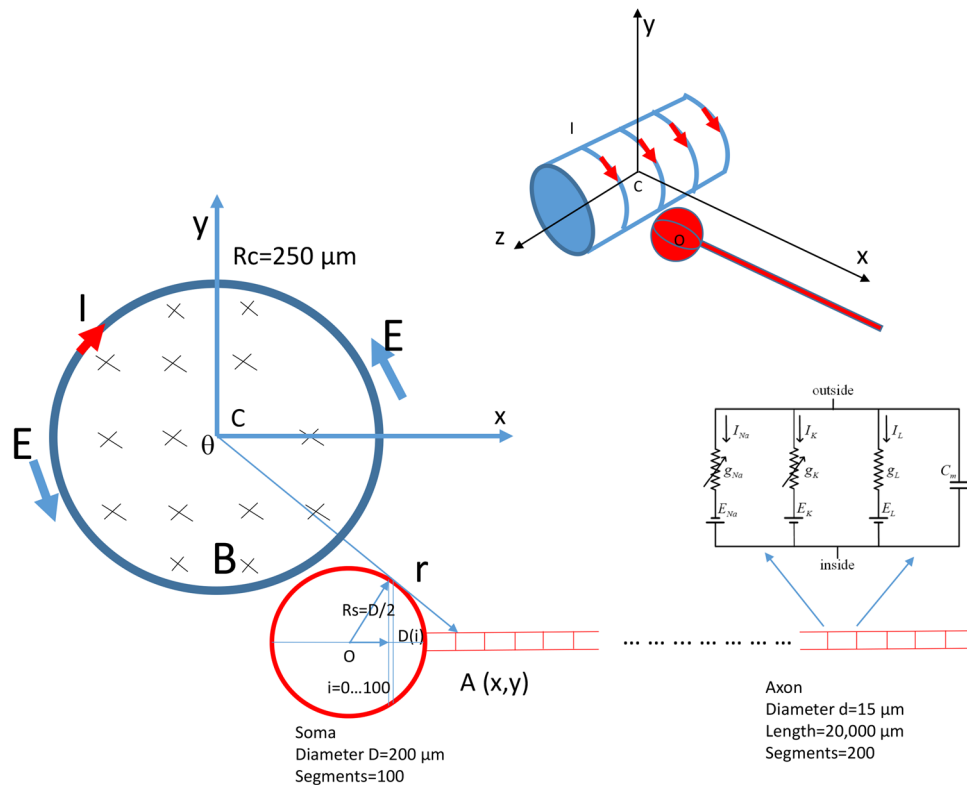 y
I
C
z
O
x
y
Rc=250 µm
I
E
C
x
θ
E
B
r
Rs=D/2
D(i)
O
i=0...100
A (x,y)
... ... ... ... ... ... ...
Soma
Diameter D=200 µm
Segments=100
outside
I_Na
I_K
I_L
g_Na
g_K
g_L
C_m
E_Na
E_K
E_L
inside
Axon
Diameter d=15 µm
Length=20,000 µm
Segments=200